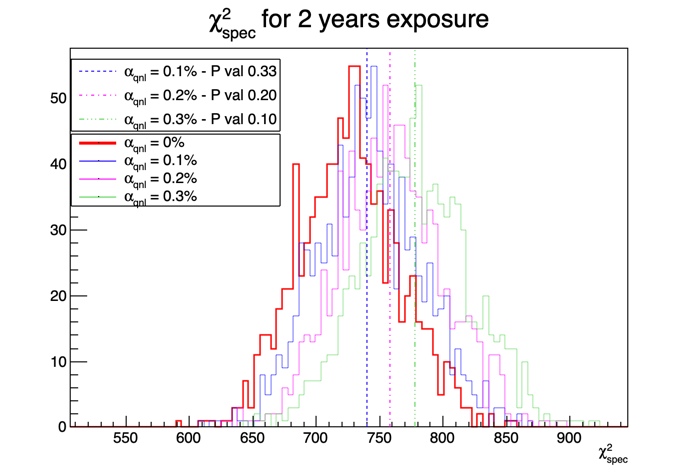 χ²spec for 2 years exposure
αqnl = 0.1% - P val 0.33
αqnl = 0.2% - P val 0.20
αqnl = 0.3% - P val 0.10
αqnl = 0%
αqnl = 0.1%
αqnl = 0.2%
αqnl = 0.3%
50
40
30
20
10
0
550 600 650 700 750 800 850 900
χ²spec